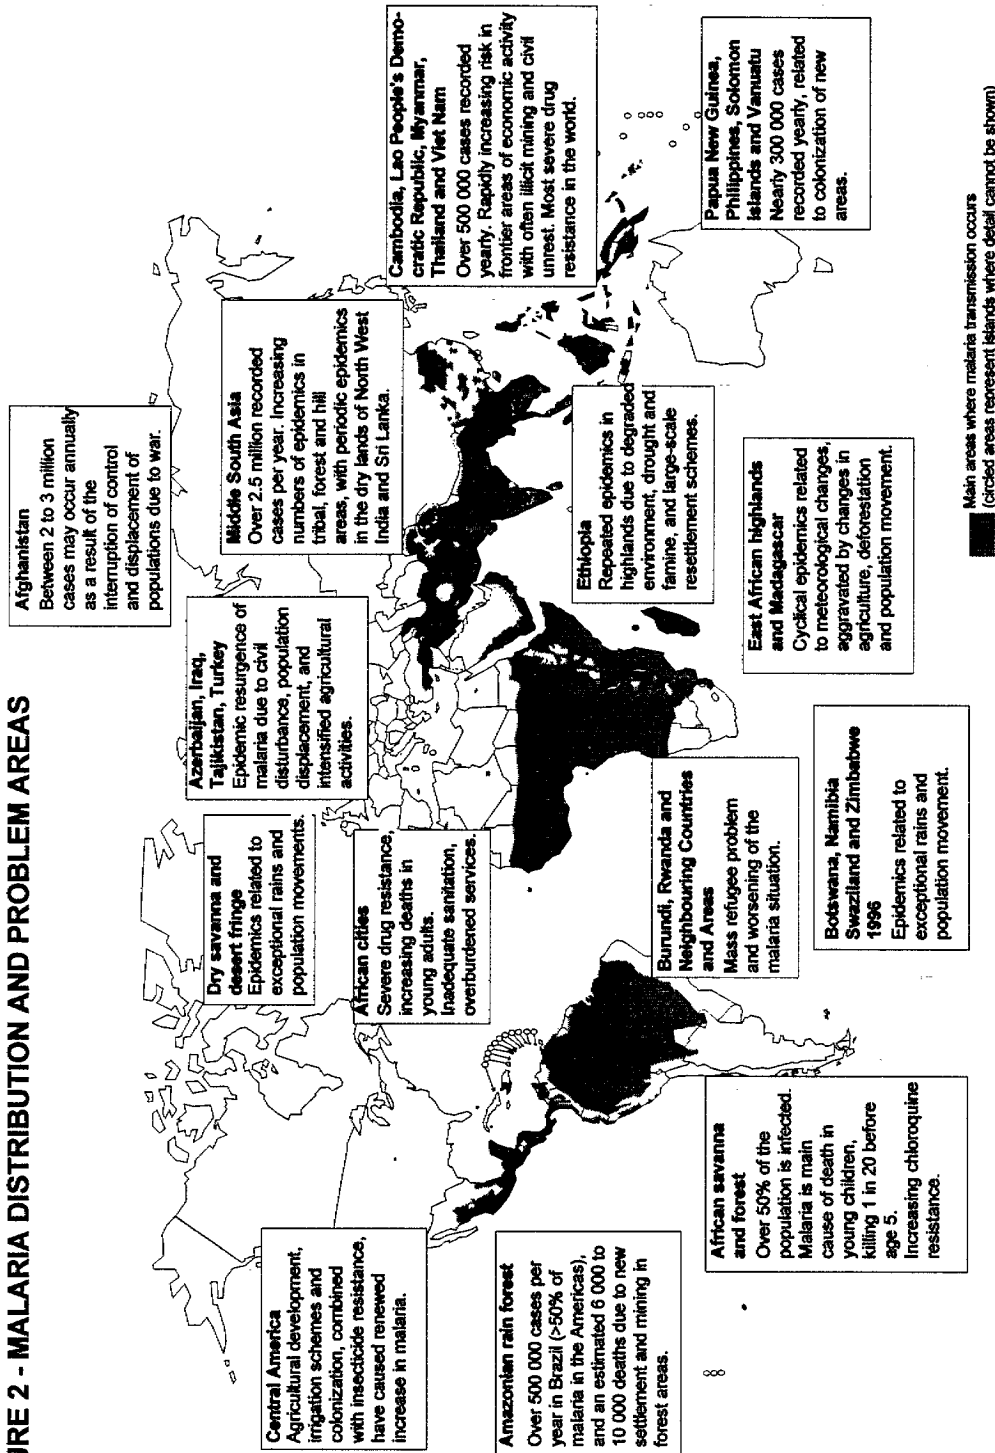 URE 2 - MALARIA DISTRIBUTION AND PROBLEM AREAS
Afghanistan
Between 2 to 3 million
cases may occur annually
as a result of the
interruption of control
and displacement of
populations due to war.
Central America
Agricultural development,
irrigation schemes and
colonization, combined
with insecticide resistance,
have caused renewed
increase in malaria.
Dry savanna and
desert fringe
Epidemics related to
exceptional rains and
population movements.
Azerbaijan, Iraq,
Tajikistan, Turkey
Epidemic resurgence of
malaria due to civil
disturbance, population
displacement, and
intensified agricultural
activities.
Middle South Asia
Over 2.5 million recorded
cases per year. Increasing
numbers of epidemics in
tribal, forest and hill
areas, with periodic epidemics
in the dry lands of North West
India and Sri Lanka.
Cambodia, Lao People's Demo-
cratic Republic, Myanmar,
Thailand and Viet Nam
Over 500 000 cases recorded
yearly. Rapidly increasing risk in
frontier areas of economic activity
with often illicit mining and civil
unrest. Most severe drug
resistance in the world.
African cities
Severe drug resistance,
increasing deaths in
young adults.
Inadequate sanitation,
overburdened services.
Amazonian rain forest
Over 500 000 cases per
year in Brazil (>50% of
malaria in the Americas),
and an estimated 6 000 to
10 000 deaths due to new
settlement and mining in
forest areas.
Ethiopia
Repeated epidemics in
highlands due to degraded
environment, drought and
famine, and large-scale
resettlement schemes.
Burundi, Rwanda and
Neighbouring Countries
and Areas
Mass refugee problem
and worsening of the
malaria situation.
African savanna
and forest
Over 50% of the
population is infected.
Malaria is main
cause of death in
young children,
killing 1 in 20 before
age 5.
Increasing chloroquine
resistance.
East African highlands
and Madagascar
Cyclical epidemics related
to meteorological changes,
aggravated by changes in
agriculture, deforestation
and population movement.
Papua New Guinea,
Philippines, Solomon
Islands and Vanuatu
Nearly 300 000 cases
recorded yearly, related
to colonization of new
areas.
Botswana, Namibia
Swaziland and Zimbabwe
1996
Epidemics related to
exceptional rains and
population movement.
Main areas where malaria transmission occurs
(circled areas represent islands where detail cannot be shown)